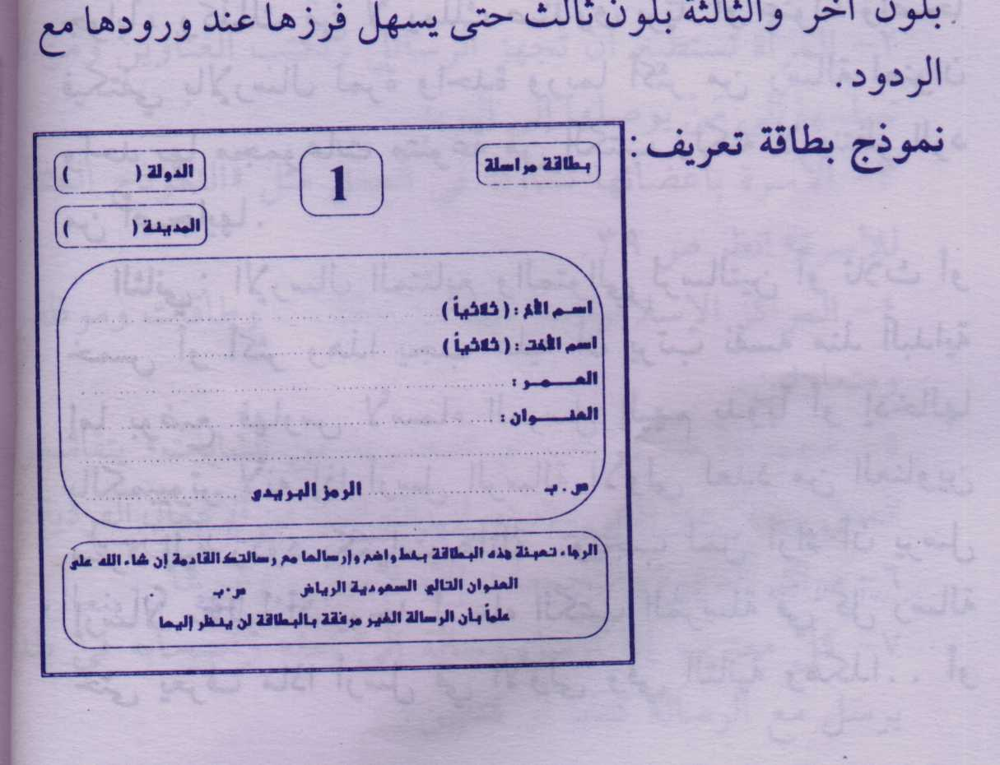 بلون آخر والثالثة بلون ثالث حتى يسهل فرزها عند ورودها مع
الردود.
نموذج بطاقة تعريف:
بطاقة مراسلة
1
الدولة ( )
المدينة ( )
اسم الأخ : ( ثلاثياً )
اسم الأخت : ( ثلاثياً )
العـــمــر :
العنـــوان :
ص . ب الرمز البريدي
الرجاء تعبئة هذه البطاقة بخط واضح وإرسالها مع رسالتك القادمة إن شاء الله على
العنوان التالي السعودية الرياض ص.ب
علماً بأن الرسالة الغير مرفقة بالبطاقة لن ينظر إليها